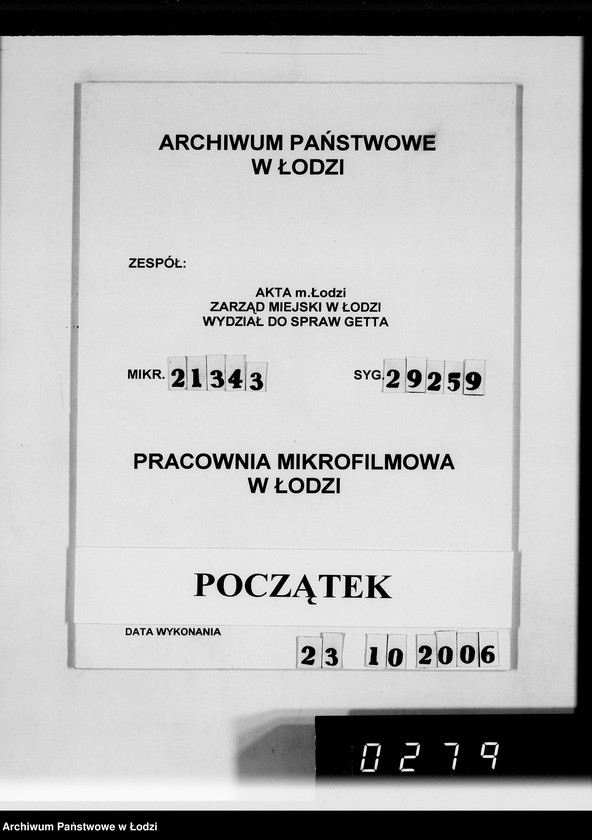 ARCHIWUM PAŃSTWOWE
W ŁODZI
ZESPÓŁ:
AKTA m.Łodzi
ZARZĄD MIEJSKI W ŁODZI
WYDZIAŁ DO SPRAW GETTA
MIKR. 21343 SYG. 29259
PRACOWNIA MIKROFILMOWA
W ŁODZI
POCZĄTEK
DATA WYKONANIA
23 10 2006
0279
Archiwum Państwowe w Łodzi